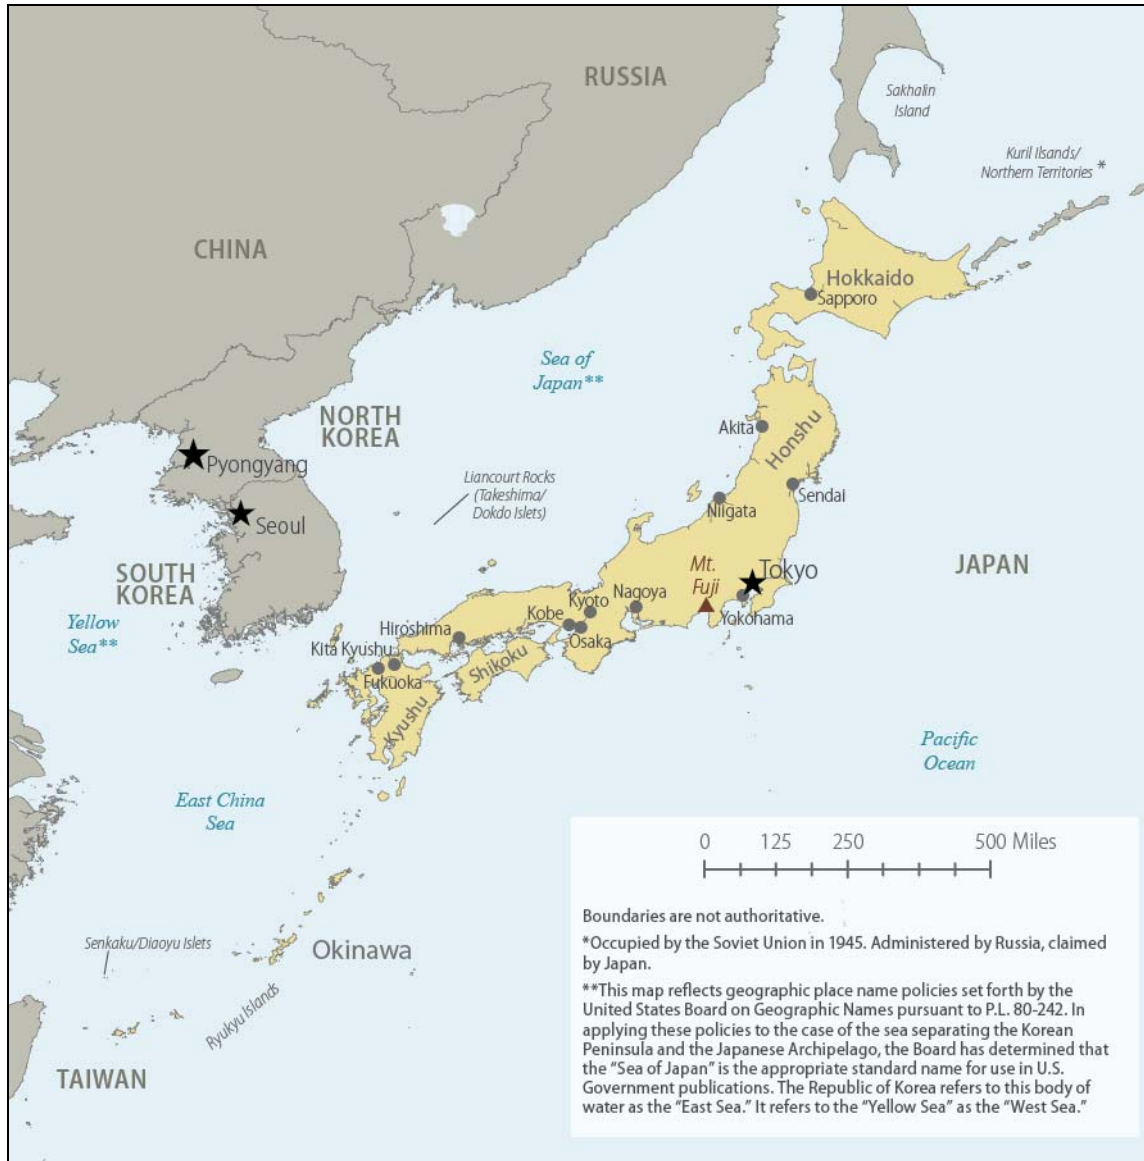 RUSSIA
Sakhalin
Island
Kuril Ilsands/
Northern Territories *
CHINA
Hokkaido
Sapporo
Sea of
Japan**
NORTH
KOREA
Akita
Honshu
Pyongyang
Liancourt Rocks
(Takeshima/
Dokdo Islets)
Sendai
Niigata
Seoul
JAPAN
Mt.
Fuji
Tokyo
SOUTH
KOREA
Nagoya
Kyoto
Kobe
Yokohama
Yellow
Sea**
Hiroshima
Osaka
Kita Kyushu
Shikoku
Fukuoka
Kyushu
Pacific
Ocean
East China
Sea
0 125 250 500 Miles
Boundaries are not authoritative.
*Occupied by the Soviet Union in 1945. Administered by Russia, claimed
by Japan.
**This map reflects geographic place name policies set forth by the
United States Board on Geographic Names pursuant to P.L. 80-242. In
applying these policies to the case of the sea separating the Korean
Peninsula and the Japanese Archipelago, the Board has determined that
the “Sea of Japan” is the appropriate standard name for use in U.S.
Government publications. The Republic of Korea refers to this body of
water as the “East Sea.” It refers to the “Yellow Sea” as the “West Sea.”
Senkaku/Diaoyu Islets
Okinawa
Ryukyu Islands
TAIWAN